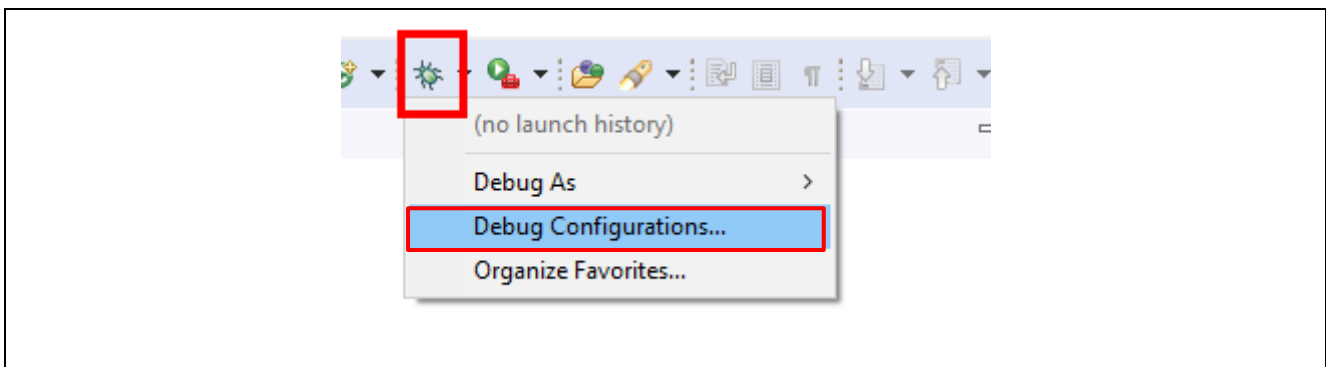 (no launch history)
Debug As
Debug Configurations...
Organize Favorites...